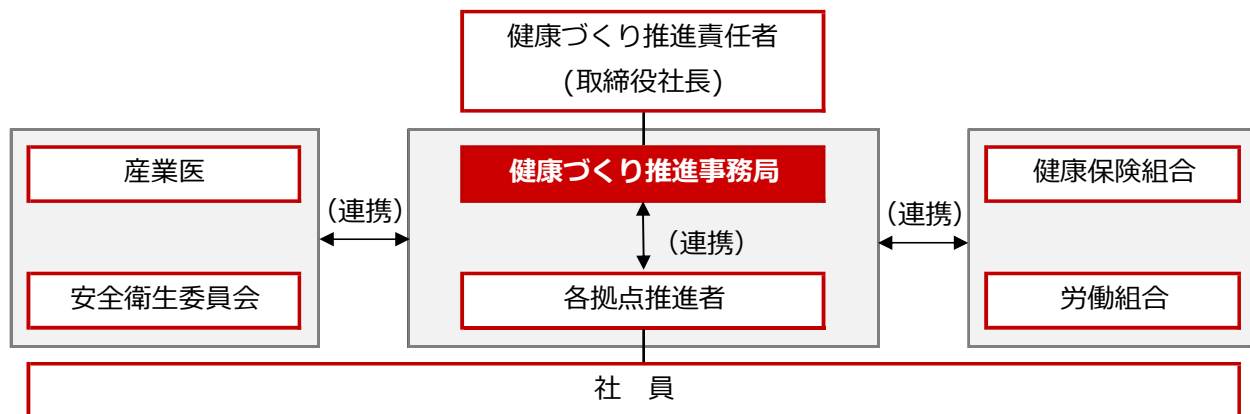 健康づくり推進責任者
(取締役社長)
産業医
健康づくり推進事務局
健康保険組合
（連携）
（連携）
（連携）
安全衛生委員会
各拠点推進者
労働組合
社　員